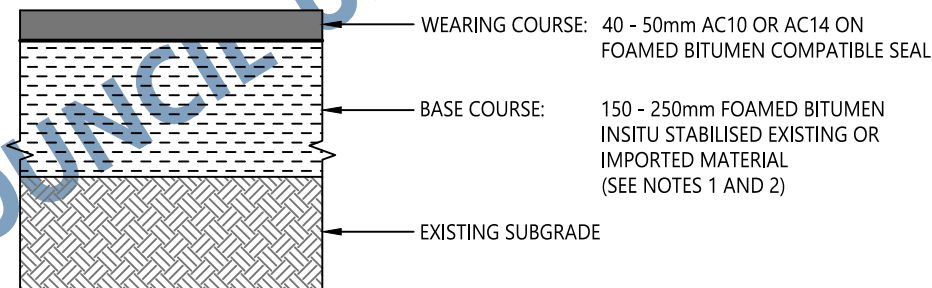 WEARING COURSE: 40 - 50mm AC10 OR AC14 ON
FOAMED BITUMEN COMPATIBLE SEAL
BASE COURSE: 150 - 250mm FOAMED BITUMEN
INSITU STABILISED EXISTING OR
IMPORTED MATERIAL
(SEE NOTES 1 AND 2)
EXISTING SUBGRADE